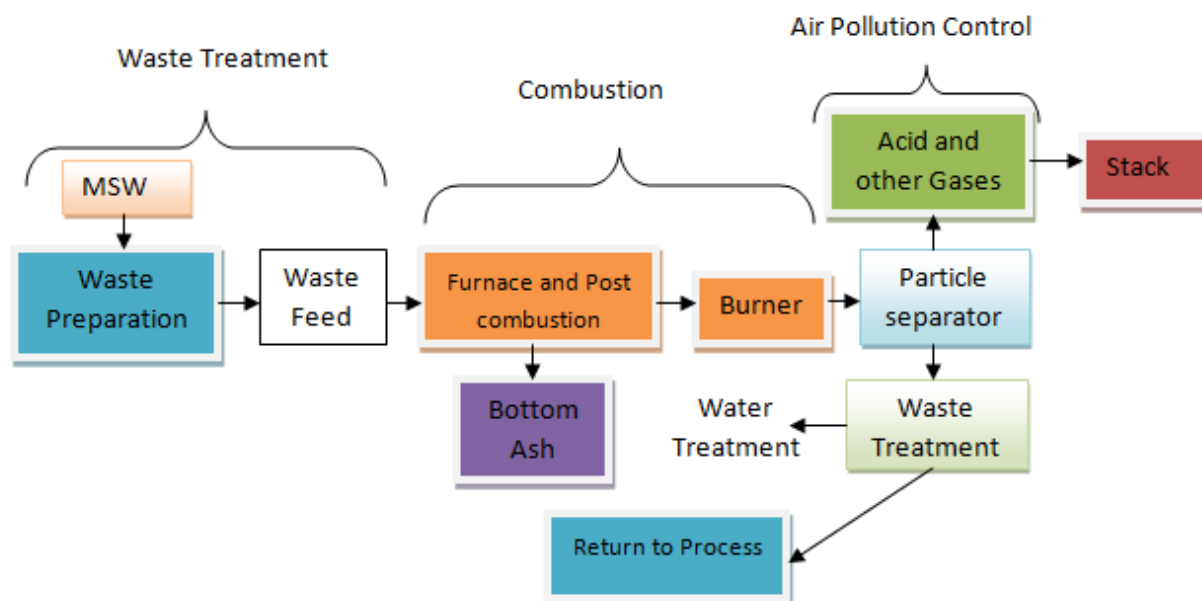 Air Pollution Control
Waste Treatment
Combustion
Acid and
other Gases
Stack
MSW
Waste
Preparation
Waste
Feed
Furnace and Post
combustion
Burner
Particle
separator
Bottom
Ash
Water
Treatment
Waste
Treatment
Return to Process